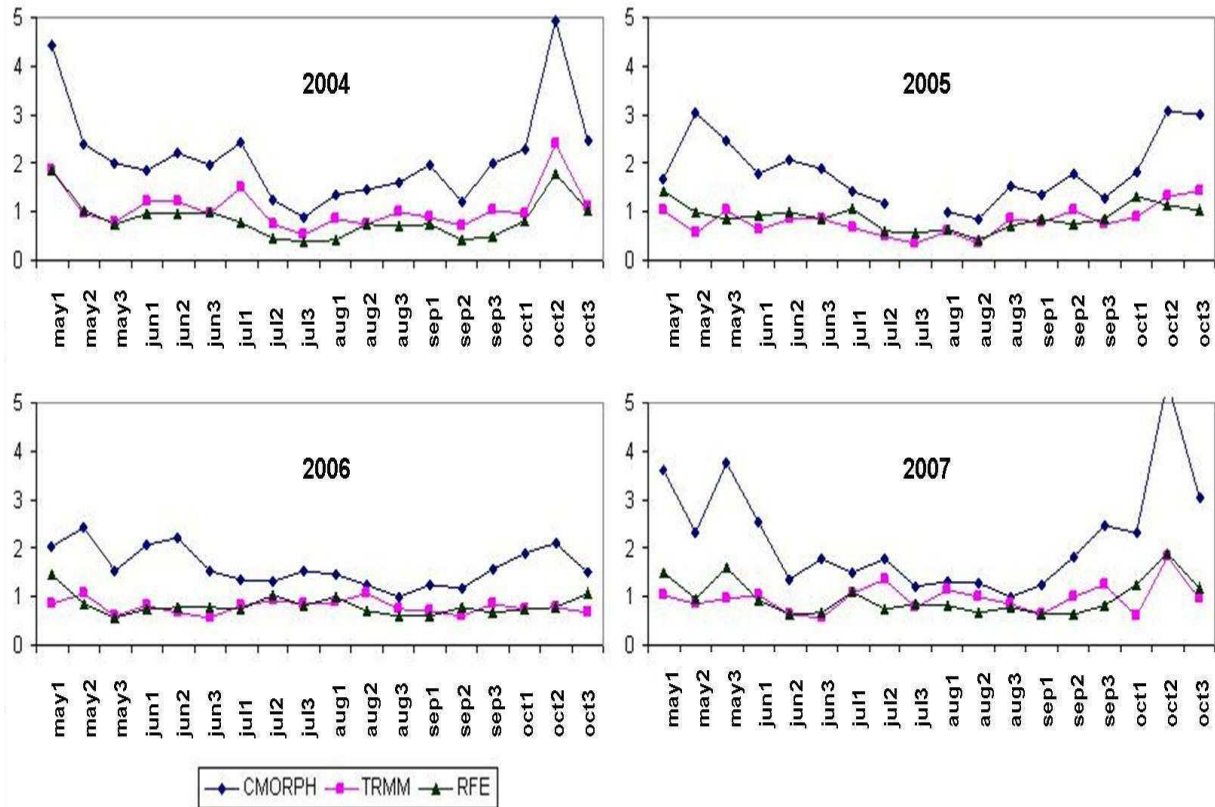 5
4
3
2
1
0
2004
may1
may2
may3
jun1
jun2
jun3
jul1
jul2
jul3
aug1
aug2
aug3
sep1
sep2
sep3
oct1
oct2
oct3
5
4
3
2
1
0
2005
may1
may2
may3
jun1
jun2
jun3
jul1
jul2
jul3
aug1
aug2
aug3
sep1
sep2
sep3
oct1
oct2
oct3
5
4
3
2
1
0
2006
may1
may2
may3
jun1
jun2
jun3
jul1
jul2
jul3
aug1
aug2
aug3
sep1
sep2
sep3
oct1
oct2
oct3
5
4
3
2
1
0
2007
may1
may2
may3
jun1
jun2
jun3
jul1
jul2
jul3
aug1
aug2
aug3
sep1
sep2
sep3
oct1
oct2
oct3
CMORPH TRMM RFE